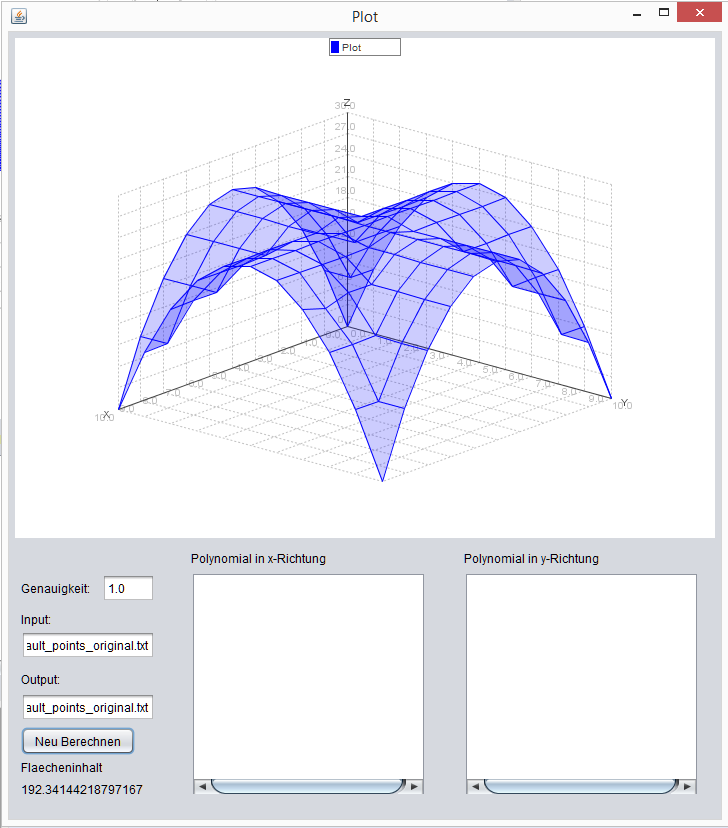 Plot
Plot
Z
30.0
27.0
24.0
21.0
18.0
X
10.0
9.0
8.0
7.0
6.0
5.0
4.0
3.0
2.0
1.0
0.0
3.0
4.0
5.0
6.0
7.0
8.0
9.0
10.0
Y
Polynomial in x-Richtung
Polynomial in y-Richtung
Genauigkeit:
1.0
Input:
ault_points_original.txt
Output:
ault_points_original.txt
Neu Berechnen
Flaecheninhalt
192.34144218797167